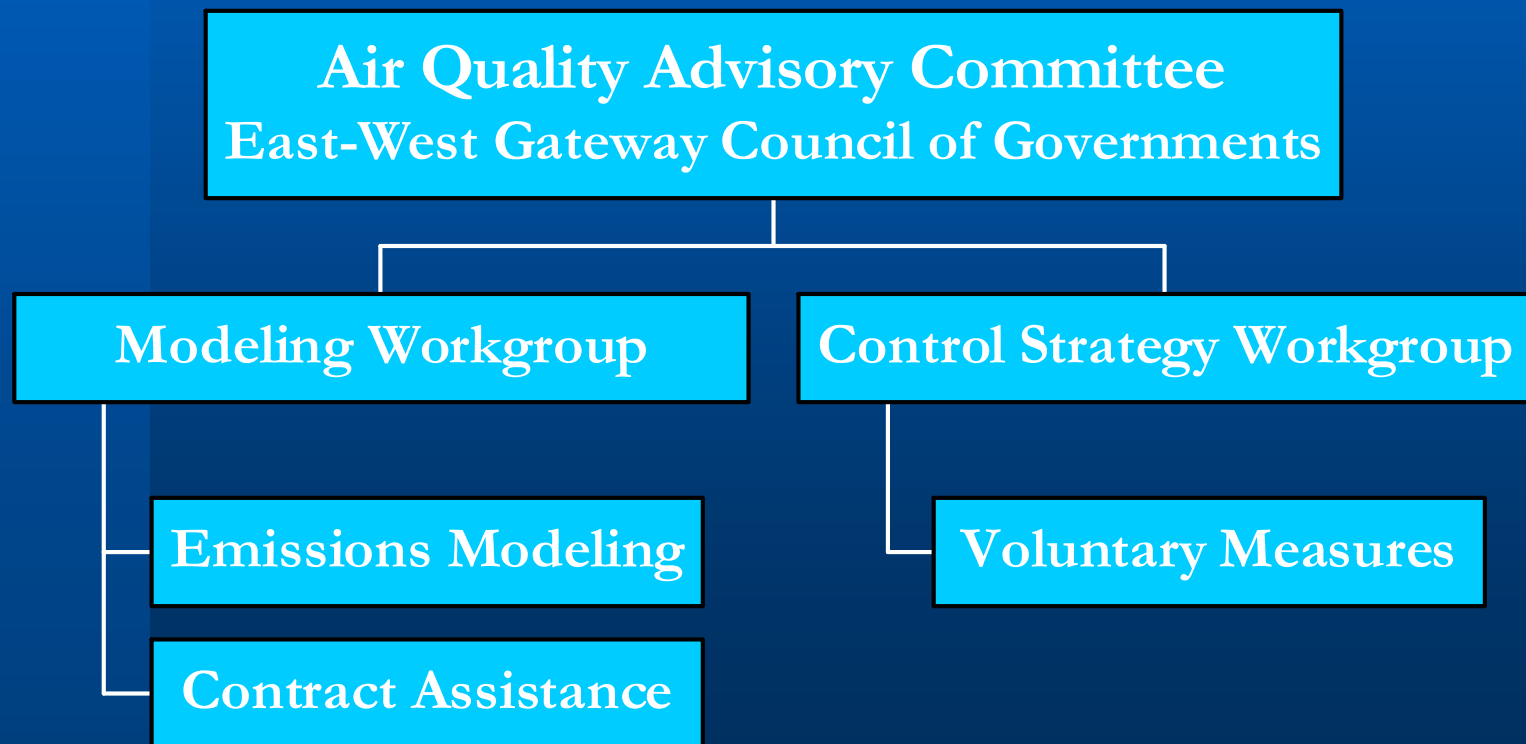 Air Quality Advisory Committee
East-West Gateway Council of Governments
Modeling Workgroup
Control Strategy Workgroup
Emissions Modeling
Voluntary Measures
Contract Assistance